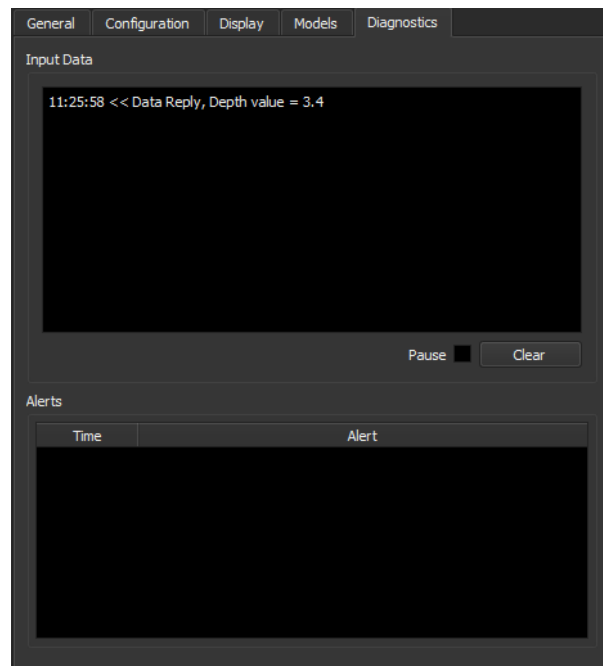 General Configuration Display Models Diagnostics
Input Data
11:25:58 << Data Reply, Depth value = 3.4
Pause Clear
Alerts
Time Alert